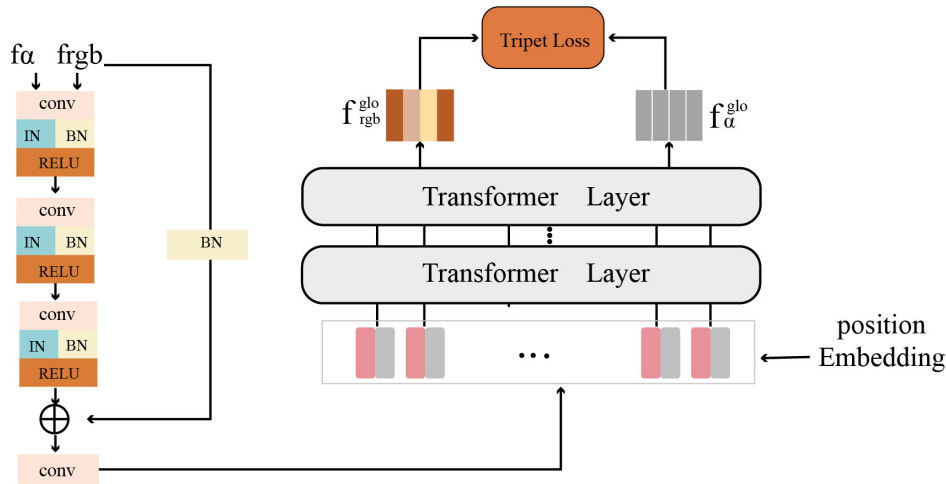 fα frgb
conv
IN BN
RELU
conv
IN BN
RELU
conv
IN BN
RELU
conv
BN
Tripet Loss
f glo rgb
f glo α
Transformer Layer
Transformer Layer
...
position
Embedding